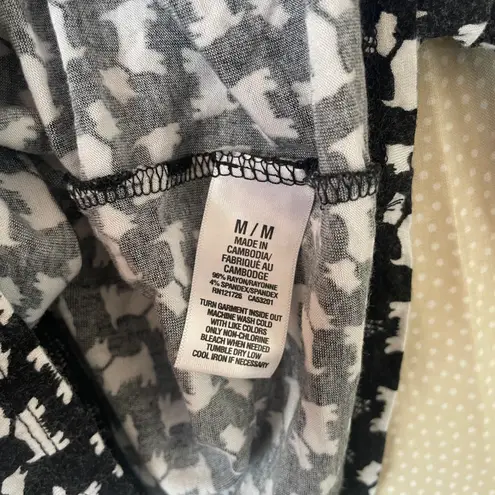 M / M
MADE IN
CAMBODIA/
FABRIQUÉ AU
CAMBODGE
96% RAYON/RAYONNE
4% SPANDEX/SPANDEX
RN121726 CA53201
TURN GARMENT INSIDE OUT
MACHINE WASH COLD
WITH LIKE COLORS
ONLY NON-CHLORINE
BLEACH WHEN NEEDED
TUMBLE DRY LOW
COOL IRON IF NECESSARY